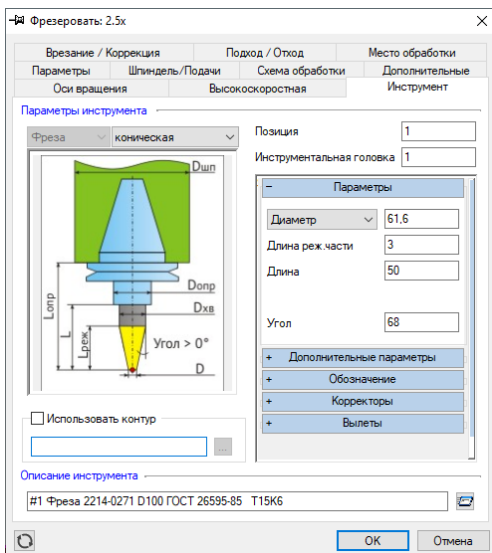 Фрезеровать: 2.5x
Врезание / Коррекция Подход / Отход Место обработки
Параметры Шпиндель/Подачи Схема обработки Дополнительные
Оси вращения Высокоскоростная Инструмент
Параметры инструмента
Фреза коническая
Позиция 1
Инструментальная головка 1
Dшп
Lопр
L
Lреж
Dопр
Dхв
Угол > 0°
D
− Параметры
Диаметр 61,6
Длина реж.части 3
Длина 50
Угол 68
+ Дополнительные параметры
+ Обозначение
+ Корректоры
+ Вылеты
Использовать контур
...
Описание инструмента
#1 Фреза 2214-0271 D100 ГОСТ 26595-85 T15K6
OK Отмена